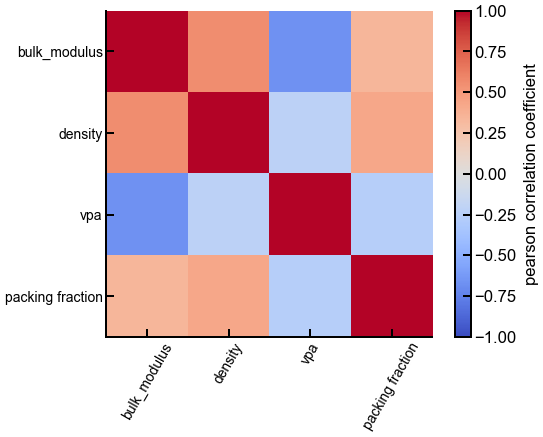 bulk_modulus
density
vpa
packing fraction
bulk_modulus
density
vpa
packing fraction
1.00
0.75
0.50
0.25
0.00
−0.25
−0.50
−0.75
−1.00
pearson correlation coefficient